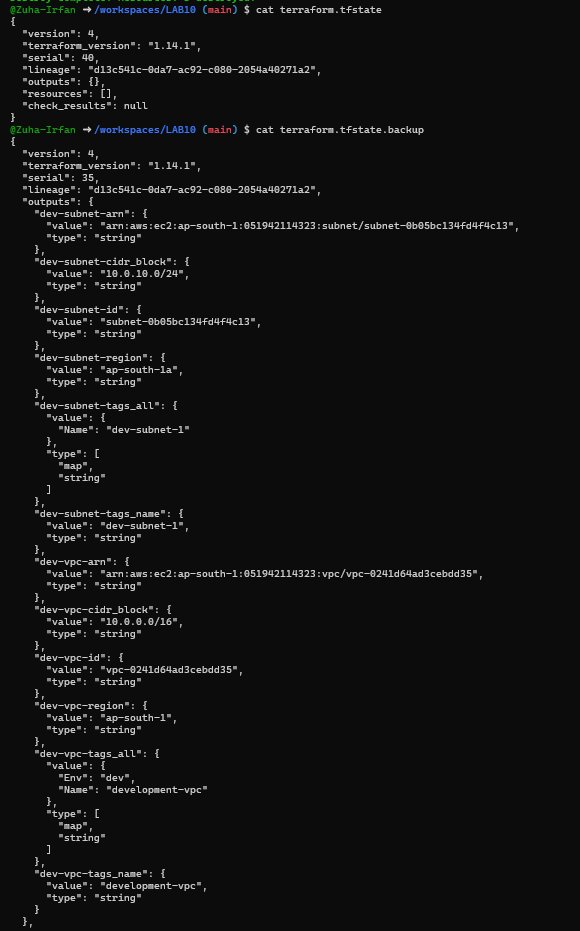 @Zuha-Irfan ➜ /workspaces/LAB10 (main) $ cat terraform.tfstate
{
  "version": 4,
  "terraform_version": "1.14.1",
  "serial": 40,
  "lineage": "d13c541c-0da7-ac92-c080-2054a40271a2",
  "outputs": {},
  "resources": [],
  "check_results": null
}
@Zuha-Irfan ➜ /workspaces/LAB10 (main) $ cat terraform.tfstate.backup
{
  "version": 4,
  "terraform_version": "1.14.1",
  "serial": 35,
  "lineage": "d13c541c-0da7-ac92-c080-2054a40271a2",
  "outputs": {
    "dev-subnet-arn": {
      "value": "arn:aws:ec2:ap-south-1:051942114323:subnet/subnet-0b05bc134fd4f4c13",
      "type": "string"
    },
    "dev-subnet-cidr_block": {
      "value": "10.0.10.0/24",
      "type": "string"
    },
    "dev-subnet-id": {
      "value": "subnet-0b05bc134fd4f4c13",
      "type": "string"
    },
    "dev-subnet-region": {
      "value": "ap-south-1a",
      "type": "string"
    },
    "dev-subnet-tags_all": {
      "value": {
        "Name": "dev-subnet-1"
      },
      "type": [
        "map",
        "string"
      ]
    },
    "dev-subnet-tags_name": {
      "value": "dev-subnet-1",
      "type": "string"
    },
    "dev-vpc-arn": {
      "value": "arn:aws:ec2:ap-south-1:051942114323:vpc/vpc-0241d64ad3cebdd35",
      "type": "string"
    },
    "dev-vpc-cidr_block": {
      "value": "10.0.0.0/16",
      "type": "string"
    },
    "dev-vpc-id": {
      "value": "vpc-0241d64ad3cebdd35",
      "type": "string"
    },
    "dev-vpc-region": {
      "value": "ap-south-1",
      "type": "string"
    },
    "dev-vpc-tags_all": {
      "value": {
        "Env": "dev",
        "Name": "development-vpc"
      },
      "type": [
        "map",
        "string"
      ]
    },
    "dev-vpc-tags_name": {
      "value": "development-vpc",
      "type": "string"
    }
  },